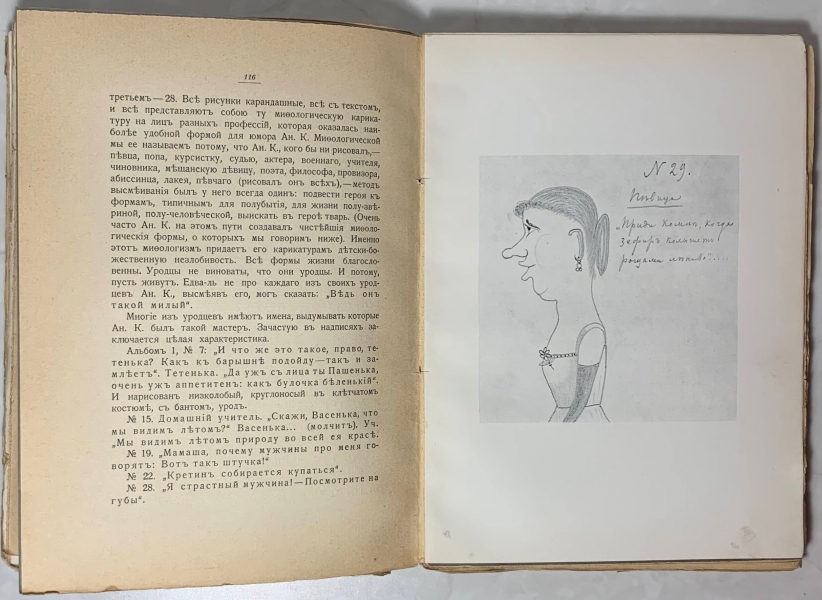 116
третьемъ—28. Всѣ рисунки карандашные, всѣ съ текстомъ,
и всѣ представляютъ собою ту миѳологическую карика-
туру на лицъ разныхъ профессій, которая оказалась наи-
болѣе удобной формой для юмора Ан. К. Миѳологической
мы ее называемъ потому, что Ан. К., кого бы ни рисовалъ,—
пѣвца, попа, курсистку, судью, актера, военнаго, учителя,
чиновника, мѣщанскую дѣвицу, поэта, философа, провизора,
абиссинца, лакея, пѣвчаго (рисовалъ онъ всѣхъ),—методъ
высмѣиванія былъ у него всегда одинъ: подвести героя къ
формамъ, типичнымъ для полубытія, для жизни полу-звѣ-
риной, полу-человѣческой, выискать въ героѣ тварь. (Очень
часто Ан. К. на этомъ пути создавалъ чистѣйшія миѳоло-
гическія формы, о которыхъ мы говоримъ ниже). Именно
этотъ миѳологизмъ придаетъ его карикатурамъ дѣтски-бо-
жественную незлобивость. Всѣ формы жизни благосло-
венны. Уродцы не виноваты, что они уродцы. И потому,
пусть живутъ. Едва-ль не про каждаго изъ своихъ урод-
цевъ Ан. К., высмѣявъ его, могъ сказать: „Вѣдь онъ
такой милый“.
Многіе изъ уродцевъ имѣютъ имена, выдумывать которые
Ан. К. былъ такой мастеръ. Зачастую въ надписяхъ за-
ключается цѣлая характеристика.
Альбомъ 1, № 7: „И что же это такое, право, те-
тенька? Какъ къ барышнѣ подойду—такъ и за-
млѣетъ“. Тетенька. „Да ужъ съ лица ты Пашенька,
очень ужъ аппетитенъ: какъ булочка бѣленькій“.
И нарисованъ низколобый, круглоносый въ клѣтчатомъ
костюмѣ, съ бантомъ, уродъ.
№ 15. Домашній учитель. „Скажи, Васенька, что
мы видимъ лѣтомъ?“ Васенька... (молчитъ). Уч.
„Мы видимъ лѣтомъ природу во всей ея красѣ.
№ 19. „Мамаша, почему мужчины про меня го-
ворятъ: Вотъ такъ штучка!“
№ 22. „Кретинъ собирается купаться“.
№ 28. „Я страстный мужчина!—Посмотрите на
губы“.
N 29.
Пѣвица
„Приди ко мнѣ, когда
зефиръ колышетъ
рощами лѣниво"....